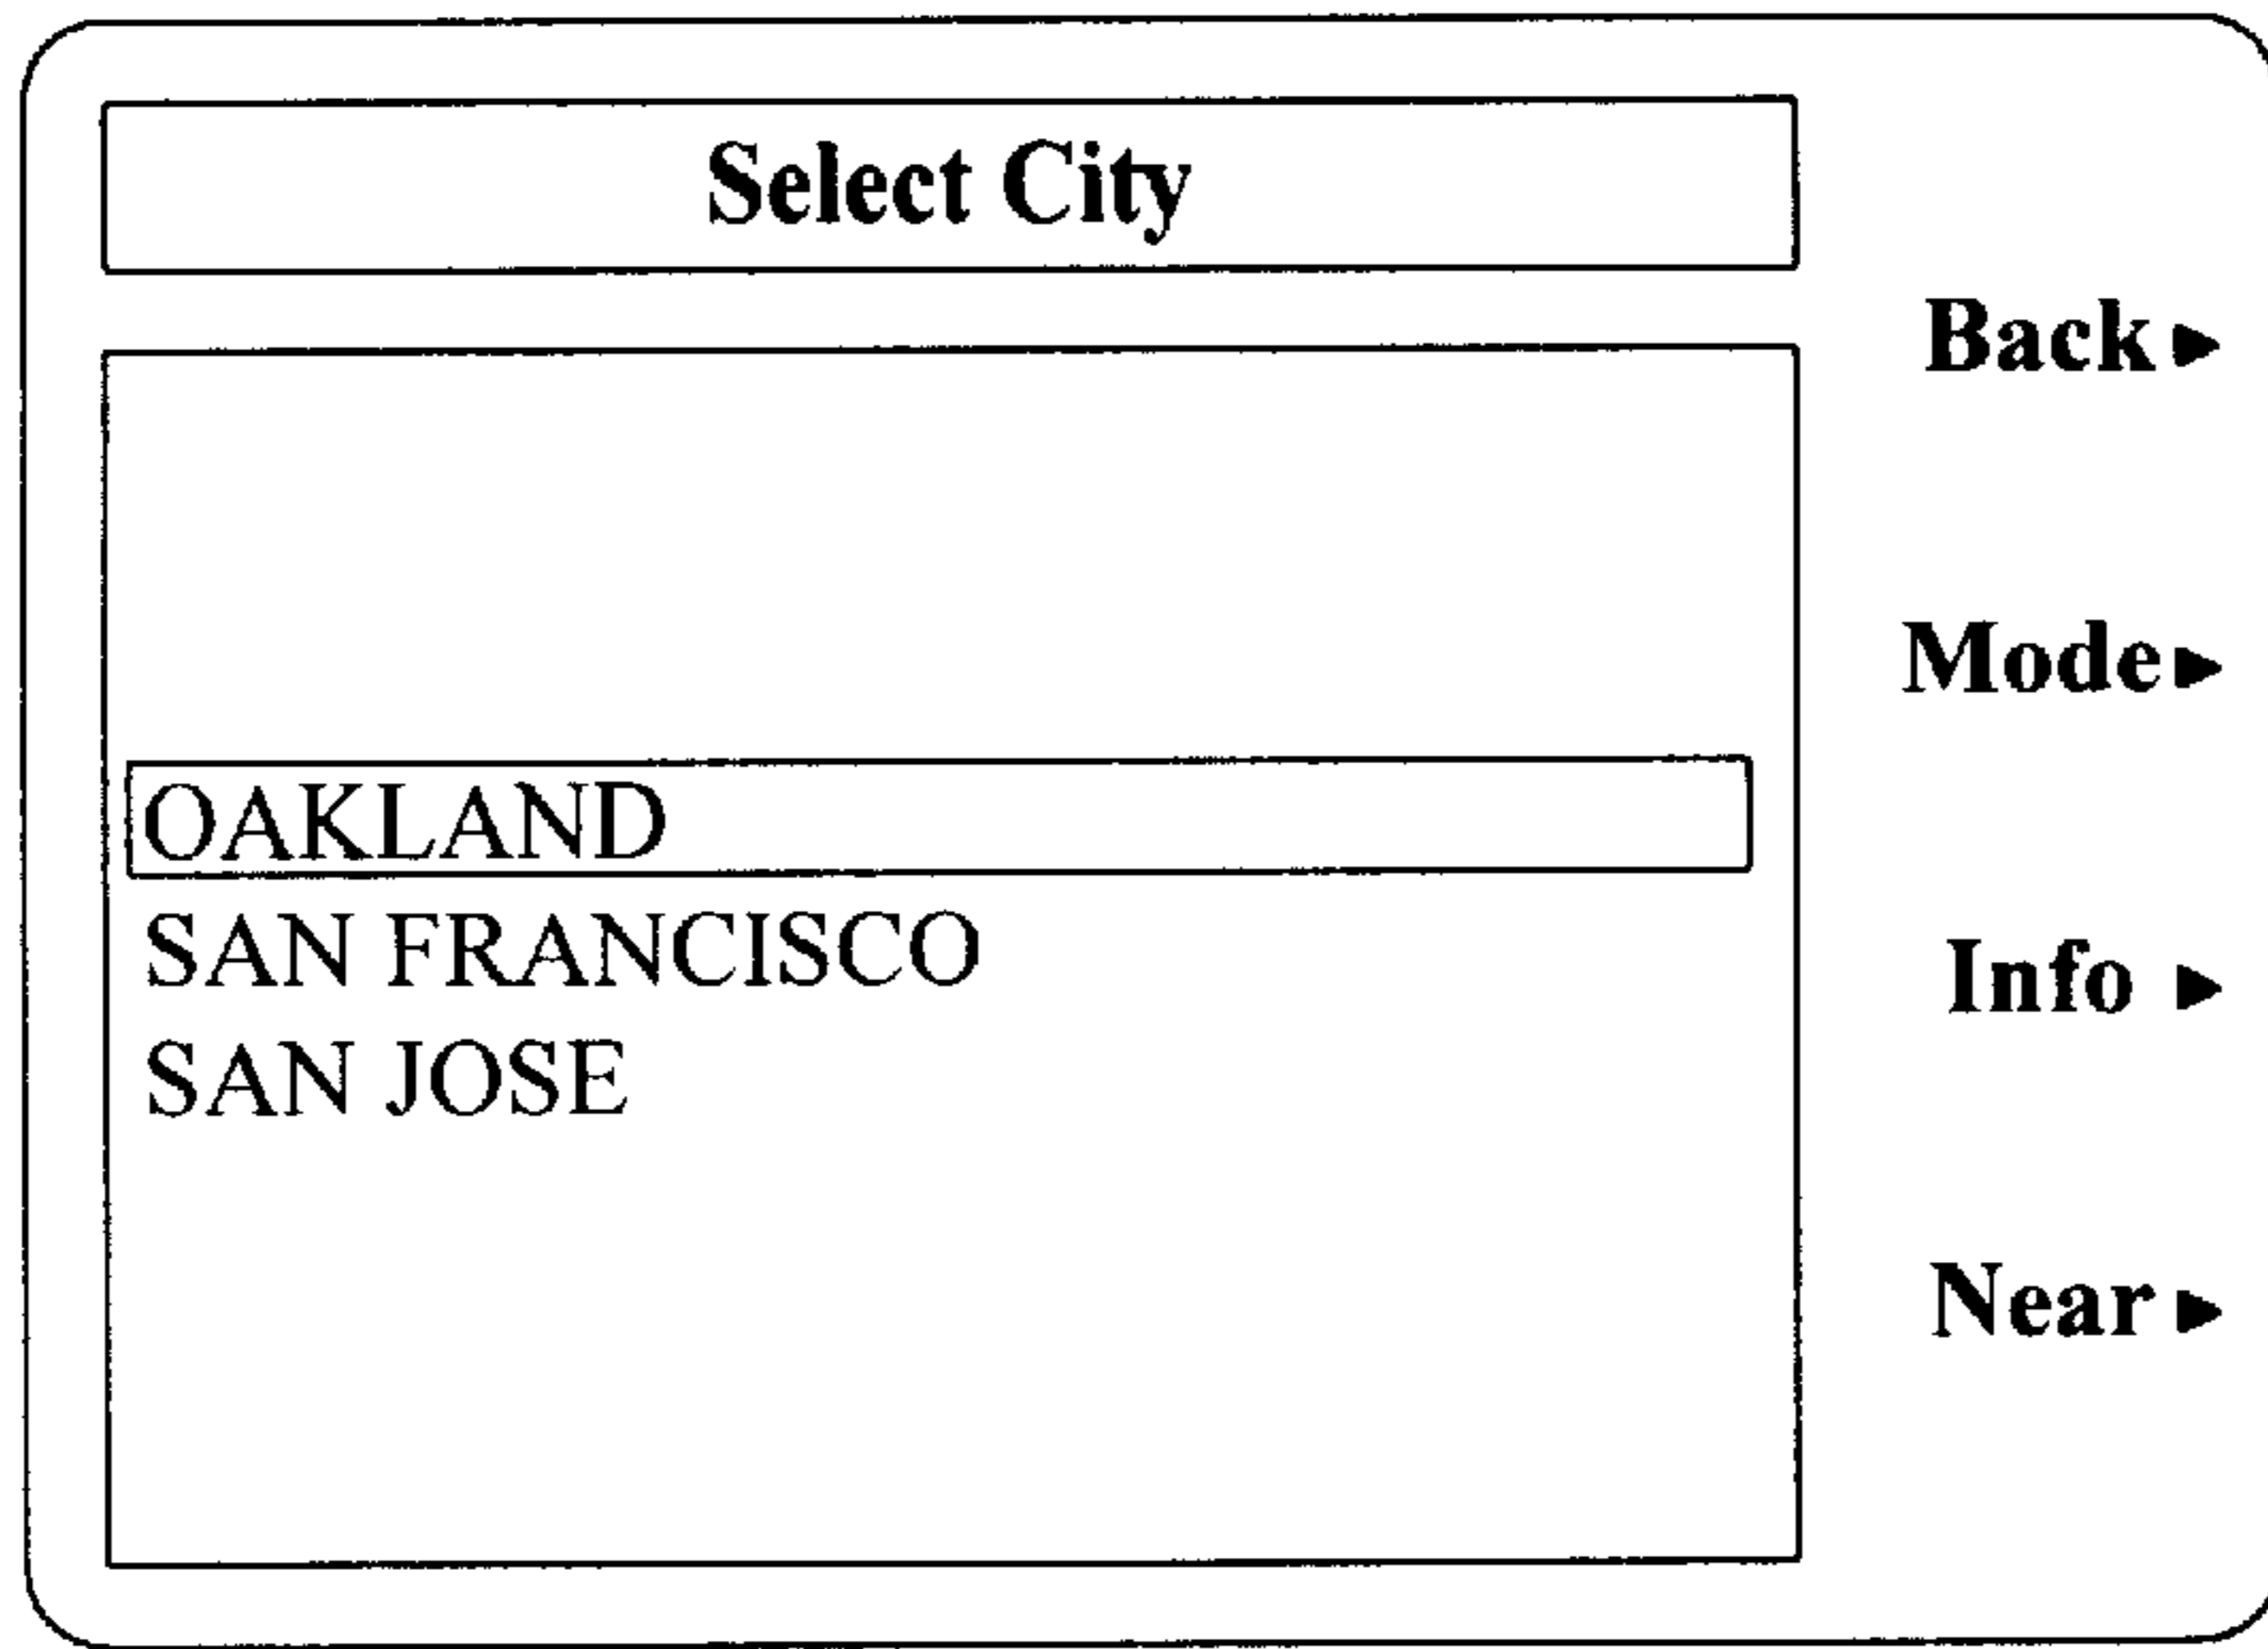 Select City
Back
Mode
OAKLAND
SAN FRANCISCO
Info
SAN JOSE
Near